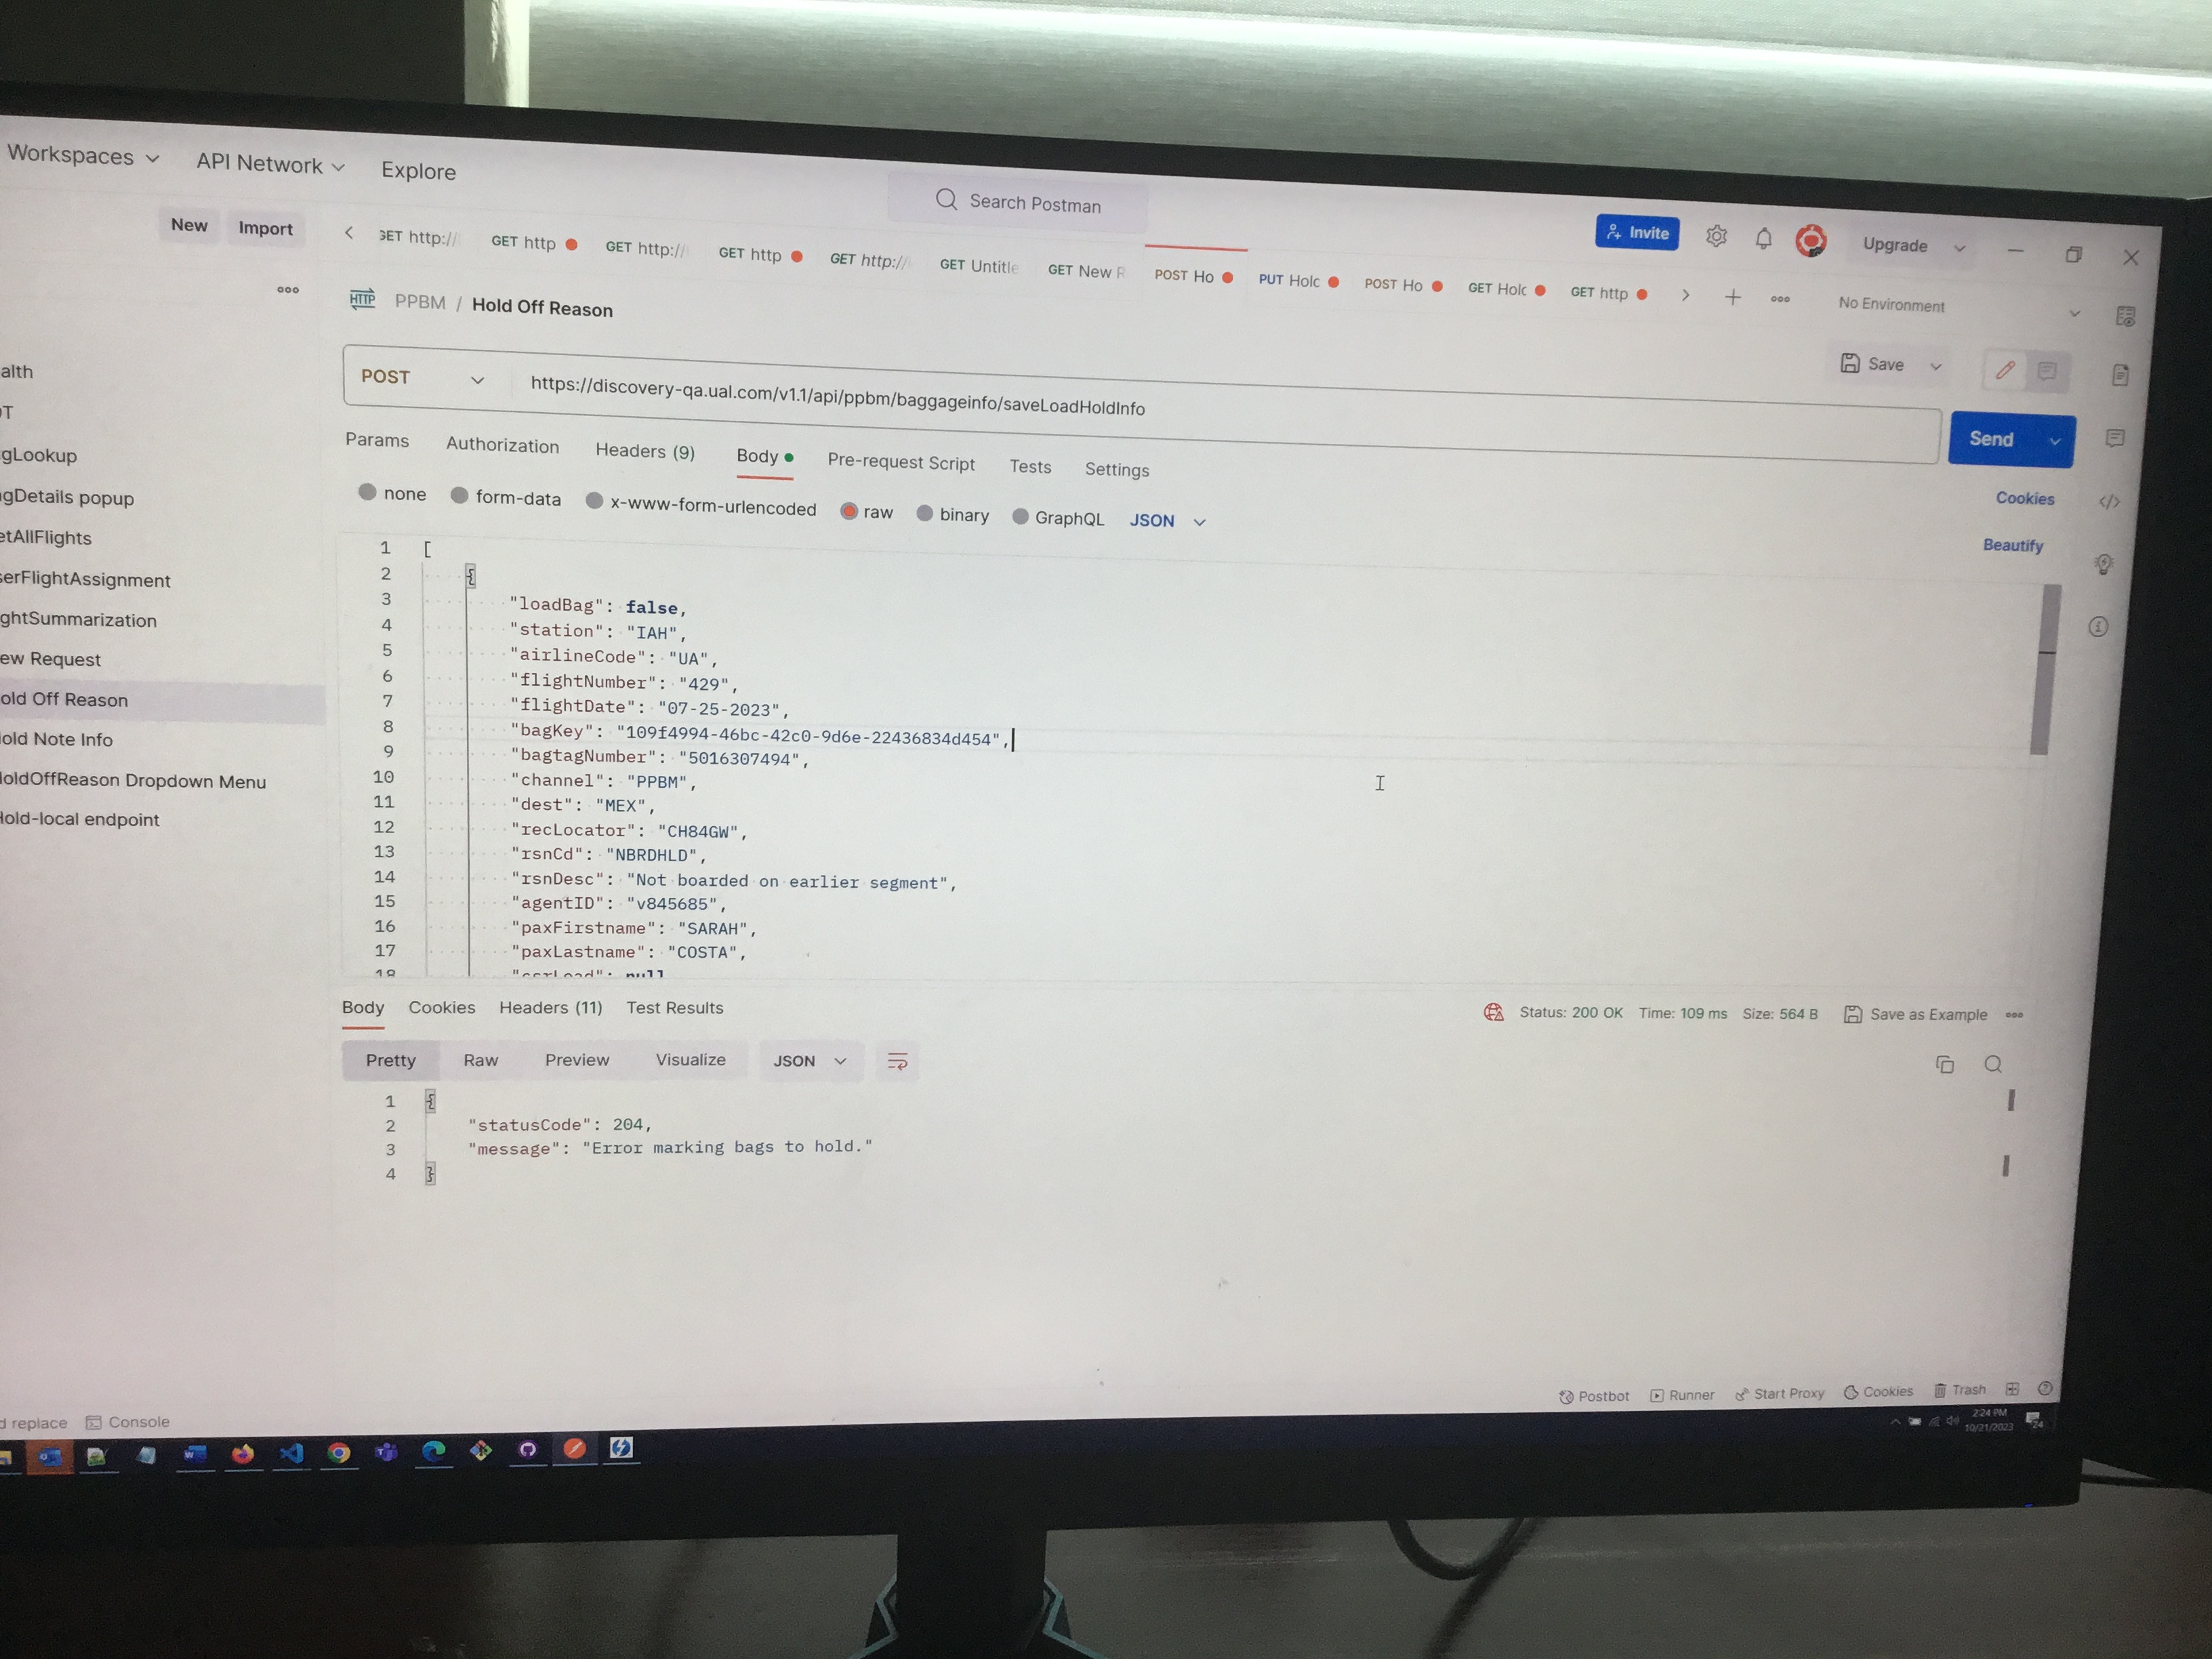 Workspaces API Network Explore
Search Postman
Invite
Upgrade
New Import
GET http:// GET http GET http:// GET http GET http:// GET Untitle GET New R POST Ho PUT Holc POST Ho GET Holc GET http
No Environment
HTTP PPBM / Hold Off Reason
Save
POST https://discovery-qa.ual.com/v1.1/api/ppbm/baggageinfo/saveLoadHoldInfo
Send
Params Authorization Headers (9) Body Pre-request Script Tests Settings
Cookies
none form-data x-www-form-urlencoded raw binary GraphQL JSON
Beautify
alth
gLookup
gDetails popup
etAllFlights
serFlightAssignment
ghtSummarization
ew Request
old Off Reason
old Note Info
HoldOffReason Dropdown Menu
Hold-local endpoint
1 [
2 {
3 "loadBag": false,
4 "station": "IAH",
5 "airlineCode": "UA",
6 "flightNumber": "429",
7 "flightDate": "07-25-2023",
8 "bagKey": "109f4994-46bc-42c0-9d6e-22436834d454",
9 "bagtagNumber": "5016307494",
10 "channel": "PPBM",
11 "dest": "MEX",
12 "recLocator": "CH84GW",
13 "rsnCd": "NBRDHLD",
14 "rsnDesc": "Not boarded on earlier segment",
15 "agentID": "v845685",
16 "paxFirstname": "SARAH",
17 "paxLastname": "COSTA",
18 null
Body Cookies Headers (11) Test Results
Status: 200 OK Time: 109 ms Size: 564 B Save as Example
Pretty Raw Preview Visualize JSON
1 {
2 "statusCode": 204,
3 "message": "Error marking bags to hold."
4 }
Postbot Runner Start Proxy Cookies Trash
d replace Console
2:24 PM
10/21/2023
24